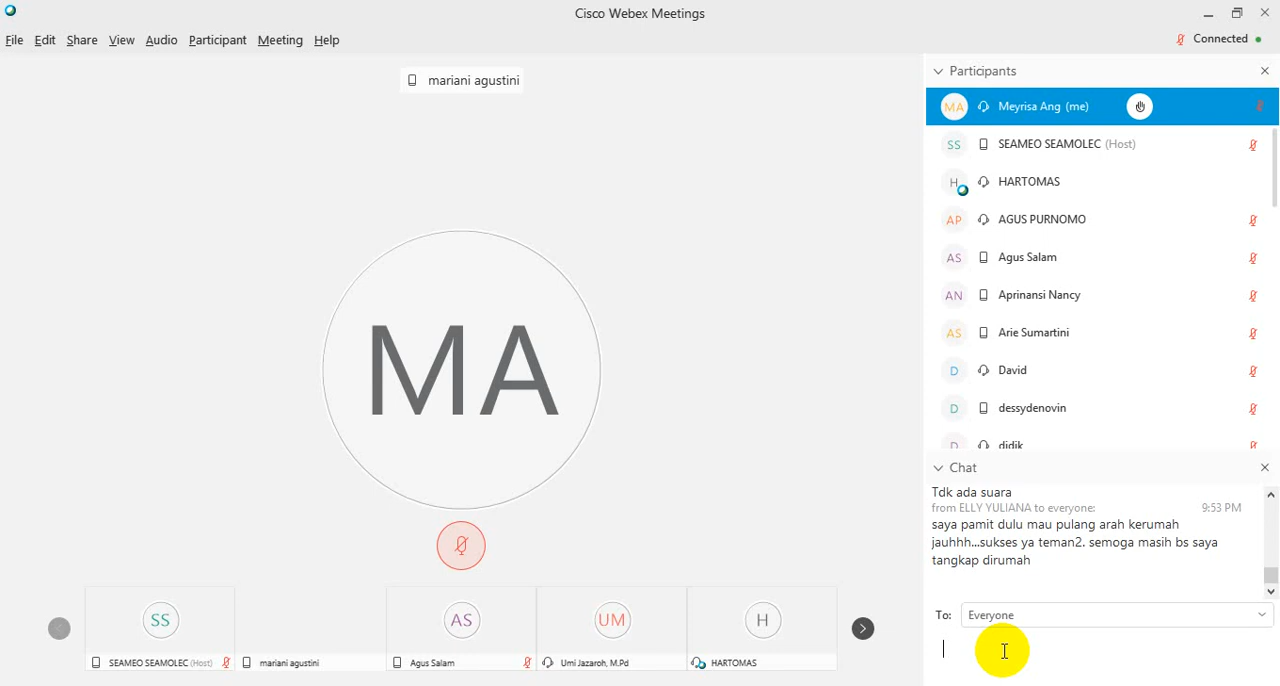 Cisco Webex Meetings
File Edit Share View Audio Participant Meeting Help
Connected
mariani agustini
MA
SS
SEAMEO SEAMOLEC (Host)
mariani agustini
AS
Agus Salam
UM
Umi Jazaroh, M.Pd
H
HARTOMAS
Participants
MA Meyrisa Ang (me)
SS SEAMEO SEAMOLEC (Host)
H HARTOMAS
AP AGUS PURNOMO
AS Agus Salam
AN Aprinansi Nancy
AS Arie Sumartini
D David
D dessydenovin
D didik
Chat
Tdk ada suara
from ELLY YULIANA to everyone: 9:53 PM
saya pamit dulu mau pulang arah kerumah
jauhhh...sukses ya teman2. semoga masih bs saya
tangkap dirumah
To: Everyone